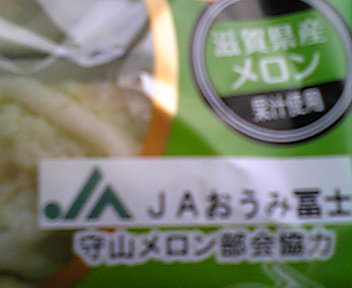 滋賀県産
メロン
果汁使用
JAおうみ冨士
守山メロン部会協力